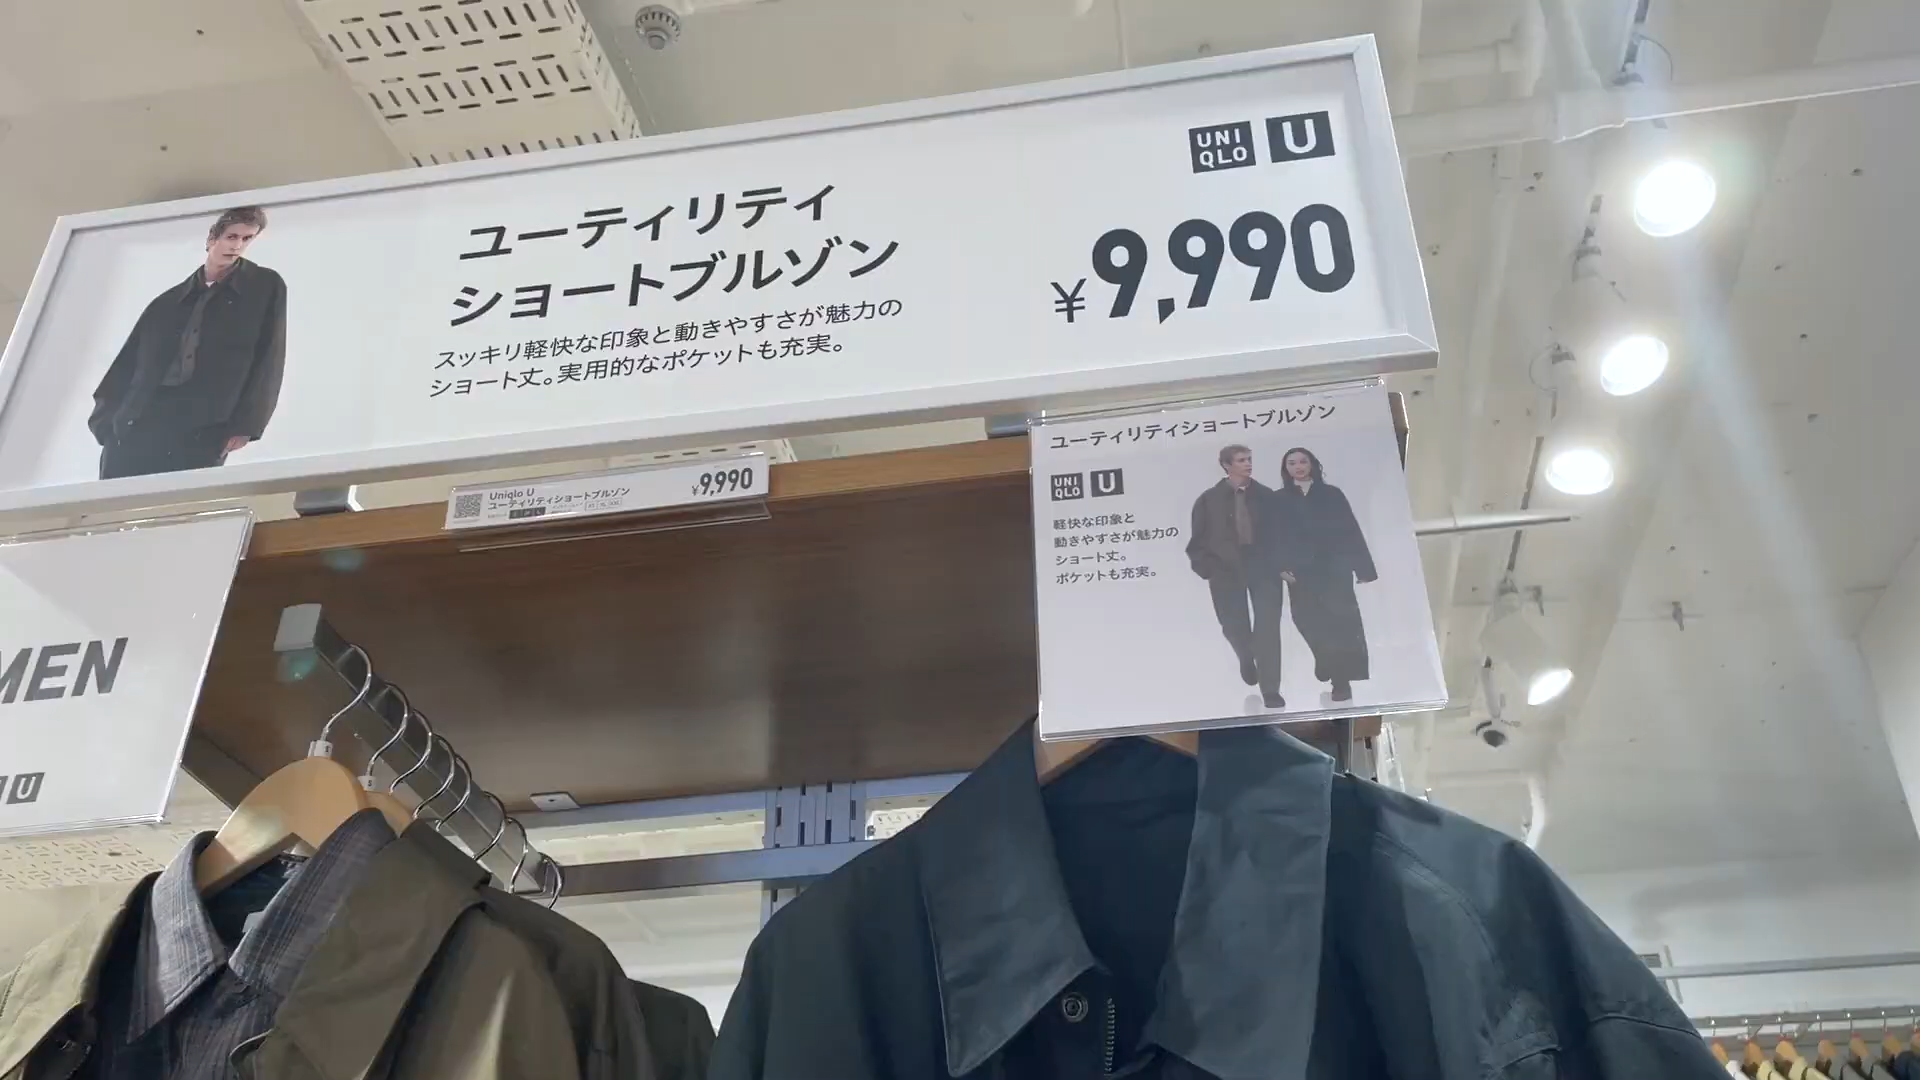 UNI
QLO
U
ユーティリティ
ショートブルゾン
スッキリ軽快な印象と動きやすさが魅力の
ショート丈。実用的なポケットも充実。
¥9,990
Uniqlo U
ユーティリティショートブルゾン
¥9,990
ユーティリティショートブルゾン
UNI
QLO
U
軽快な印象と
動きやすさが魅力の
ショート丈。
ポケットも充実。
MEN
U